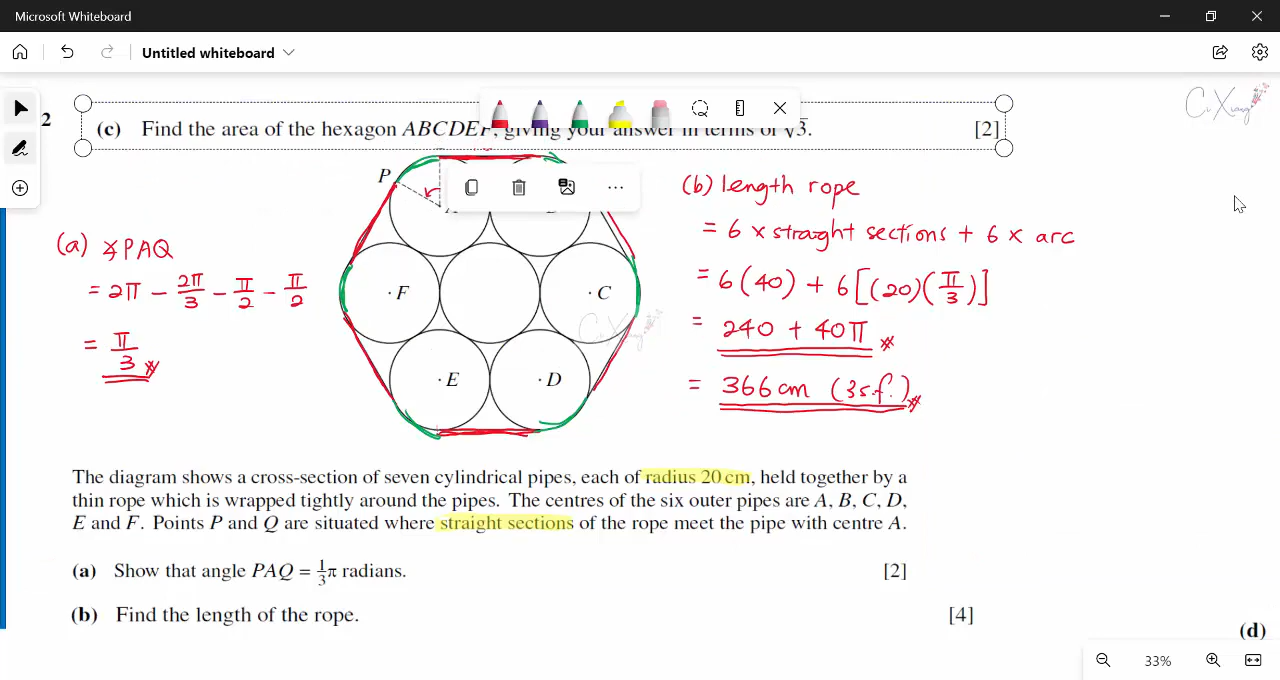 Microsoft Whiteboard
Untitled whiteboard
2
(c) Find the area of the hexagon ABCDEF, giving your answer in terms of √3. [2]
P
(a) ∡PAQ
= 2π − 2π/3 − π/2 − π/2
= π/3
F
C
E
D
(b) length rope
= 6 × straight sections + 6 × arc
= 6(40) + 6[(20)(π/3)]
= 240 + 40π
= 366 cm (3s.f.)
The diagram shows a cross-section of seven cylindrical pipes, each of radius 20 cm, held together by a
thin rope which is wrapped tightly around the pipes. The centres of the six outer pipes are A, B, C, D,
E and F. Points P and Q are situated where straight sections of the rope meet the pipe with centre A.
(a) Show that angle PAQ = 1/3π radians. [2]
(b) Find the length of the rope. [4]
(d)
33%